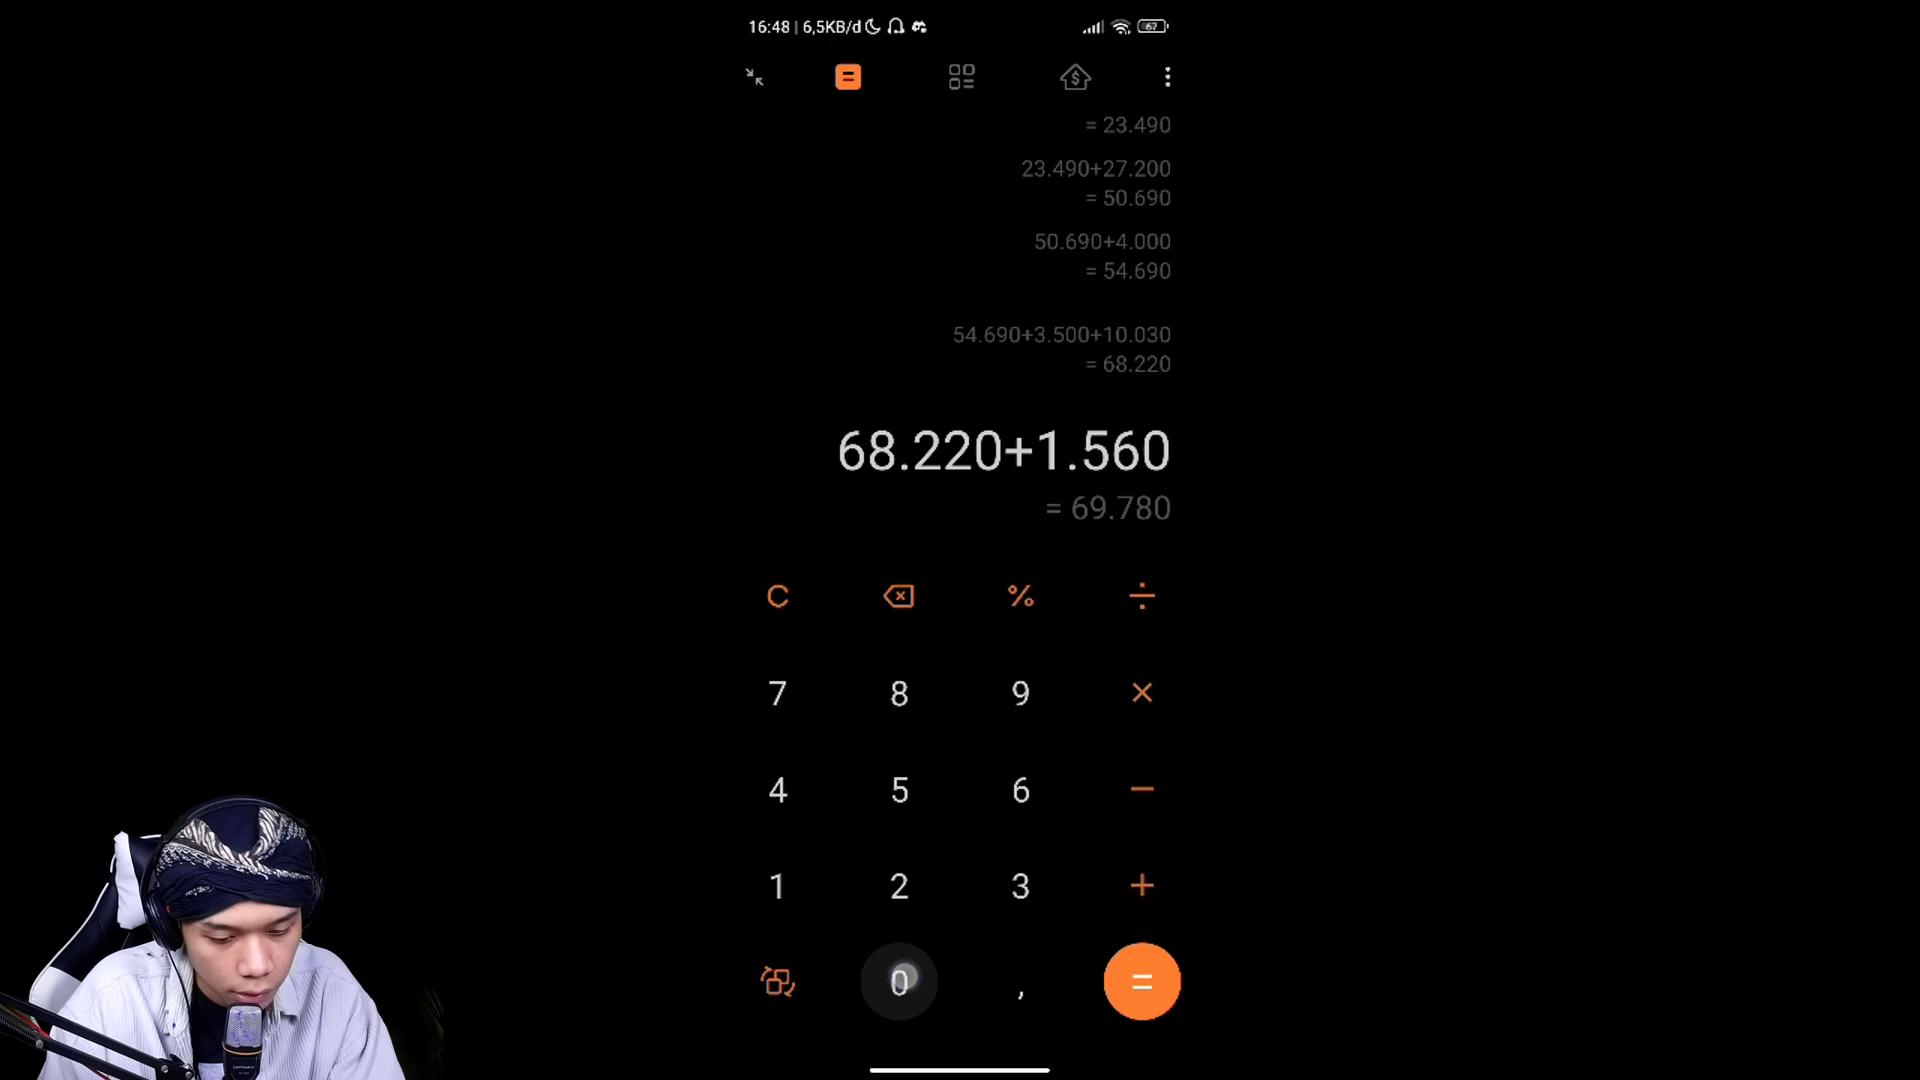 16:48 | 6,5KB/d
67
= 23.490
23.490+27.200
= 50.690
50.690+4.000
= 54.690
54.690+3.500+10.030
= 68.220
68.220+1.560
= 69.780
C % ÷
7 8 9 ×
4 5 6 −
1 2 3 +
0 , =